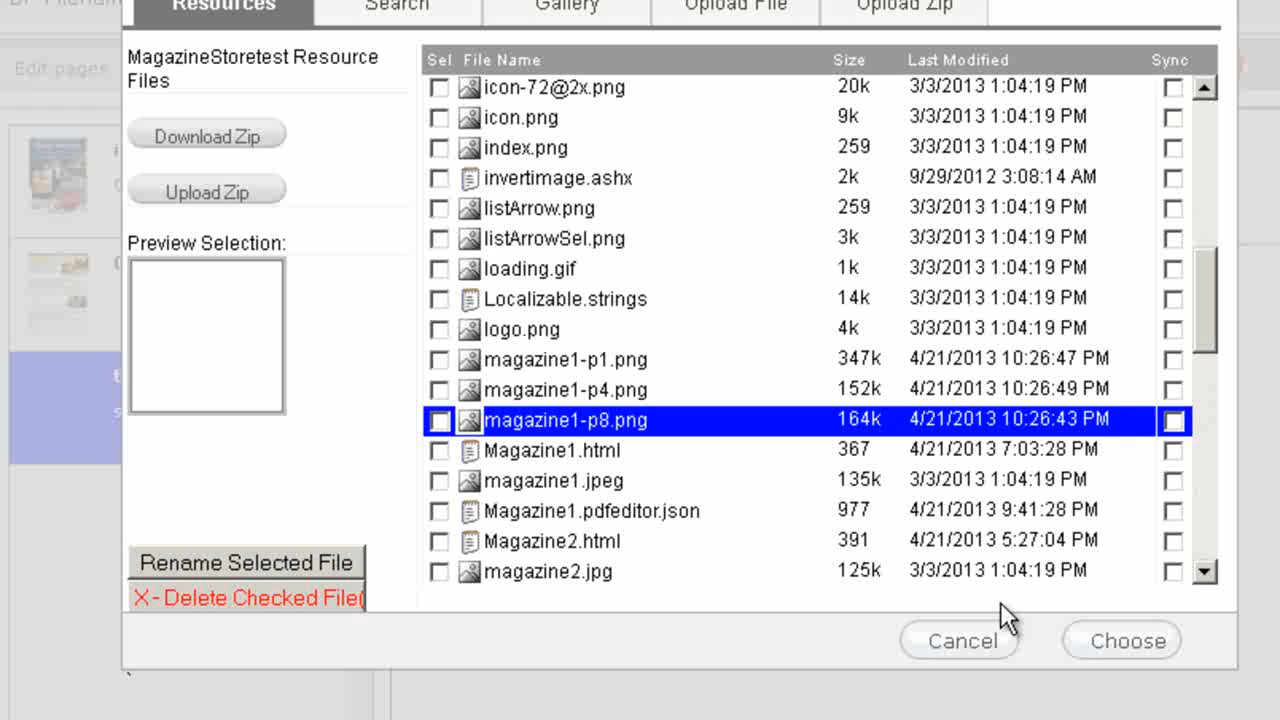 Resources Search Gallery Upload File Upload Zip
Edit pages
MagazineStoretest Resource
Files
Download Zip
Upload Zip
Preview Selection:
Rename Selected File
X- Delete Checked File(
Sel File Name Size Last Modified Sync
icon-72@2x.png 20k 3/3/2013 1:04:19 PM
icon.png 9k 3/3/2013 1:04:19 PM
index.png 259 3/3/2013 1:04:19 PM
invertimage.ashx 2k 9/29/2012 3:08:14 AM
listArrow.png 259 3/3/2013 1:04:19 PM
listArrowSel.png 3k 3/3/2013 1:04:19 PM
loading.gif 1k 3/3/2013 1:04:19 PM
Localizable.strings 14k 3/3/2013 1:04:19 PM
logo.png 4k 3/3/2013 1:04:19 PM
magazine1-p1.png 347k 4/21/2013 10:26:47 PM
magazine1-p4.png 152k 4/21/2013 10:26:49 PM
magazine1-p8.png 164k 4/21/2013 10:26:43 PM
Magazine1.html 367 4/21/2013 7:03:28 PM
magazine1.jpeg 135k 3/3/2013 1:04:19 PM
Magazine1.pdfeditor.json 977 4/21/2013 9:41:28 PM
Magazine2.html 391 4/21/2013 5:27:04 PM
magazine2.jpg 125k 3/3/2013 1:04:19 PM
Cancel Choose